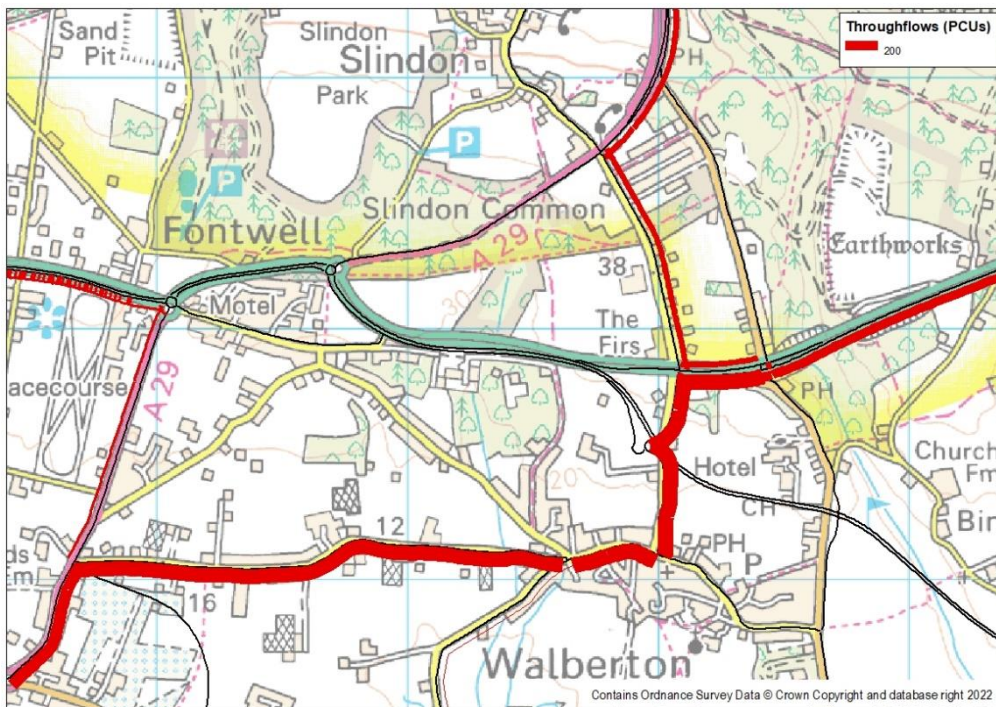 Throughflows (PCUs)
200
Sand
Pit
Slindon
Slindon
Park
PH
P
P
Fontwell
Slindon Common
A 29
Earthworks
38
30
Motel
The
Firs
A 29
acecourse
PH
20
Hotel
Church
Fm
CH
Bin
12
PH
P
ds
m
16
Walberton
Contains Ordnance Survey Data © Crown Copyright and database right 2022